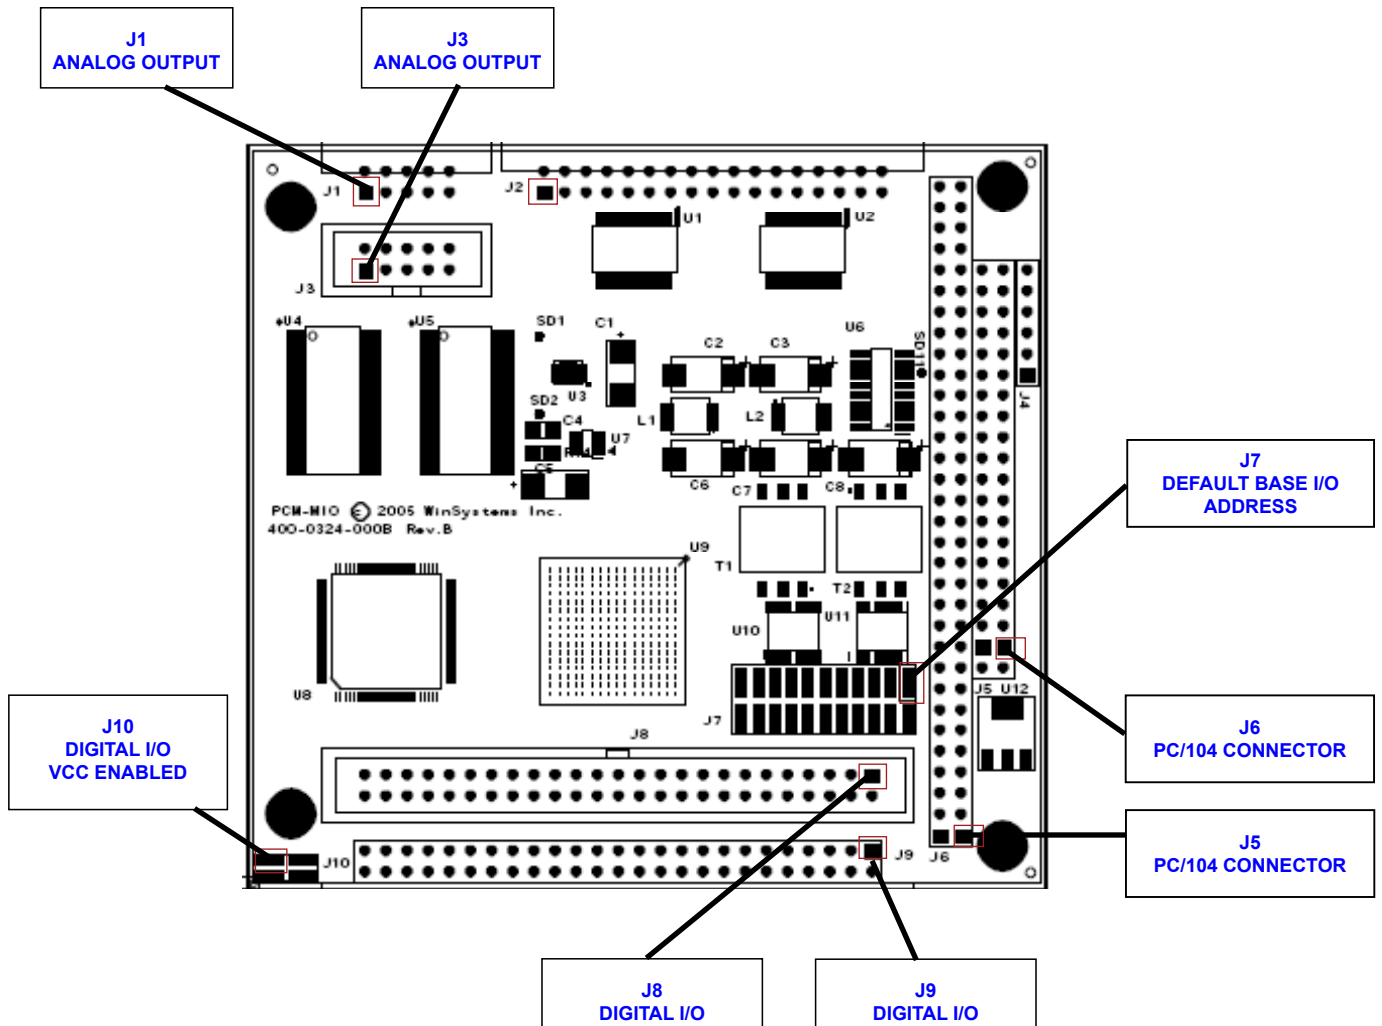 J1
ANALOG OUTPUT
J3
ANALOG OUTPUT
J1
J2
U1
U2
J3
U4
U5
SD1
C1
C2
C3
U6
SD11
J4
U3
SD2
C4
U7
L1
L2
C5
C6
C7
C8
J7
DEFAULT BASE I/O
ADDRESS
PCM-MIO © 2005 WinSystems Inc.
400-0324-000B Rev.B
U9
T1
T2
U10
U11
U8
J7
J5 U12
J10
DIGITAL I/O
VCC ENABLED
J6
PC/104 CONNECTOR
J8
J10
J9
J6
J5
PC/104 CONNECTOR
J8
DIGITAL I/O
J9
DIGITAL I/O